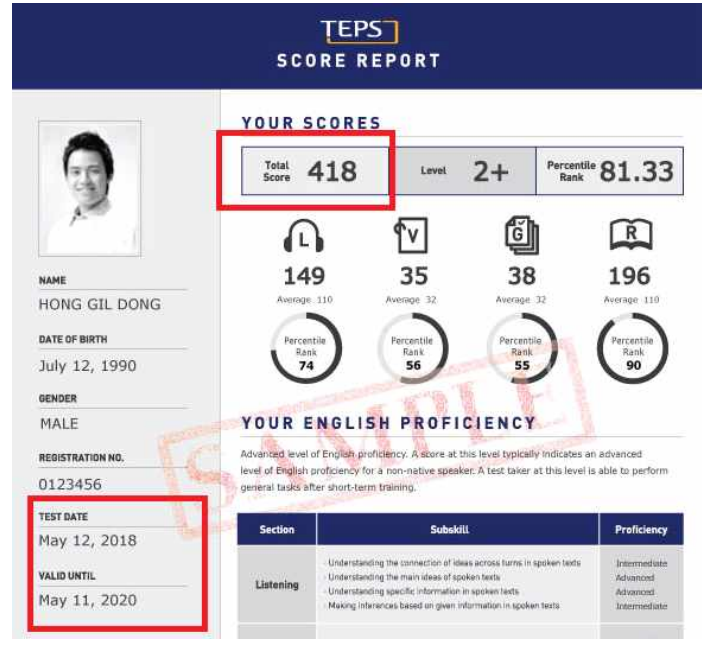 TEPS
SCORE REPORT
NAME
HONG GIL DONG
DATE OF BIRTH
July 12, 1990
GENDER
MALE
REGISTRATION NO.
0123456
TEST DATE
May 12, 2018
VALID UNTIL
May 11, 2020
YOUR SCORES
Total Score 418
Level 2+
Percentile Rank 81.33
L V G R
149 35 38 196
Average 110 Average 32 Average 32 Average 110
Percentile Rank 74
Percentile Rank 56
Percentile Rank 55
Percentile Rank 90
SAMPLE
YOUR ENGLISH PROFICIENCY
Advanced level of English proficiency. A score at this level typically indicates an advanced
level of English proficiency for a non-native speaker. A test taker at this level is able to perform
general tasks after short-term training.
Section Subskill Proficiency
Listening
- Understanding the connection of ideas across turns in spoken texts Intermediate
- Understanding the main ideas of spoken texts Advanced
- Understanding specific information in spoken texts Advanced
- Making inferences based on given information in spoken texts Intermediate